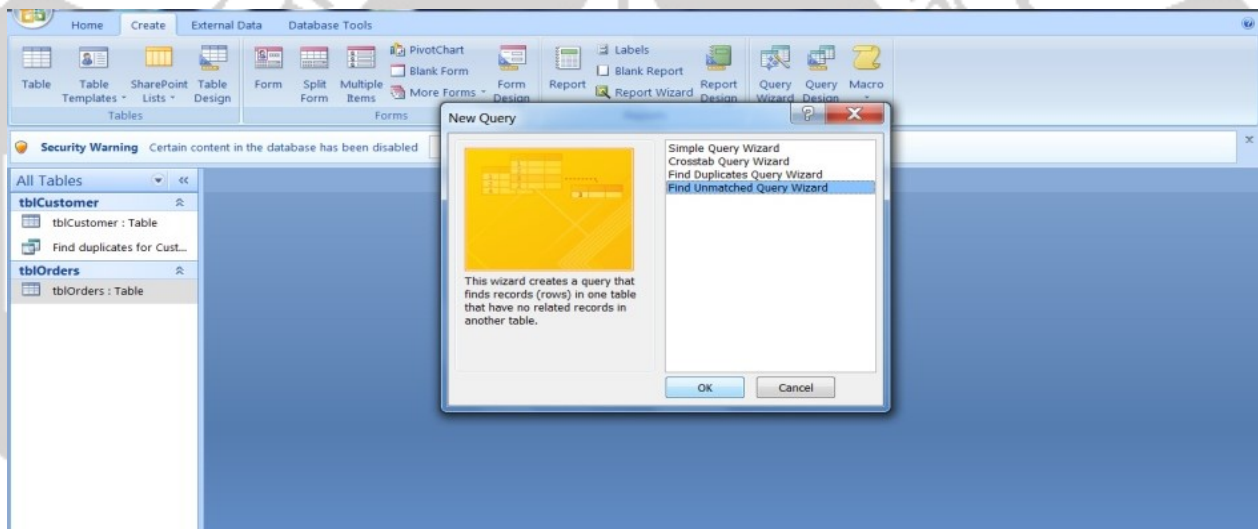 Home Create External Data Database Tools
Table
Table Templates
SharePoint Lists
Table Design
Tables
Form
Split Form
Multiple Items
PivotChart
Blank Form
More Forms
Form Design
Forms
Report
Labels
Blank Report
Report Wizard
Report Design
Query Wizard
Query Design
Macro
Security Warning Certain content in the database has been disabled
All Tables
tblCustomer
tblCustomer : Table
Find duplicates for Cust...
tblOrders
tblOrders : Table
New Query
This wizard creates a query that
finds records (rows) in one table
that have no related records in
another table.
Simple Query Wizard
Crosstab Query Wizard
Find Duplicates Query Wizard
Find Unmatched Query Wizard
OK Cancel